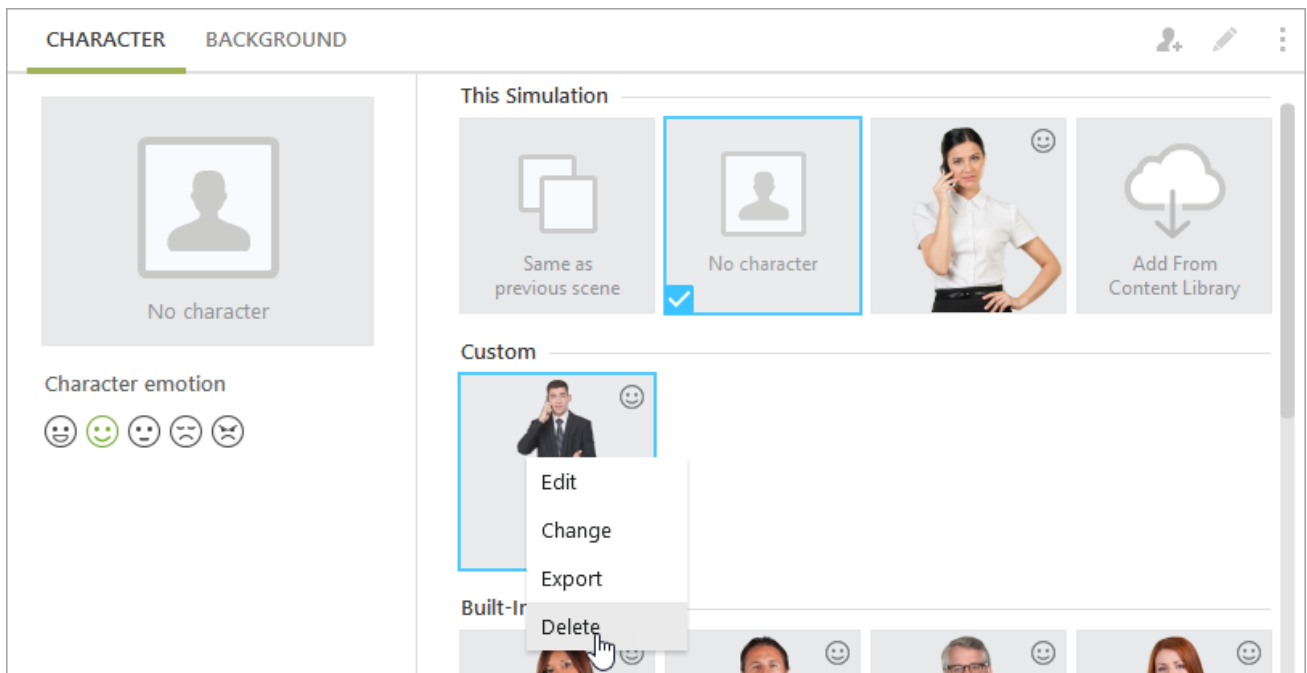 CHARACTER BACKGROUND
No character
Character emotion
This Simulation
Same as
previous scene
No character
Add From
Content Library
Custom
Edit
Change
Export
Delete